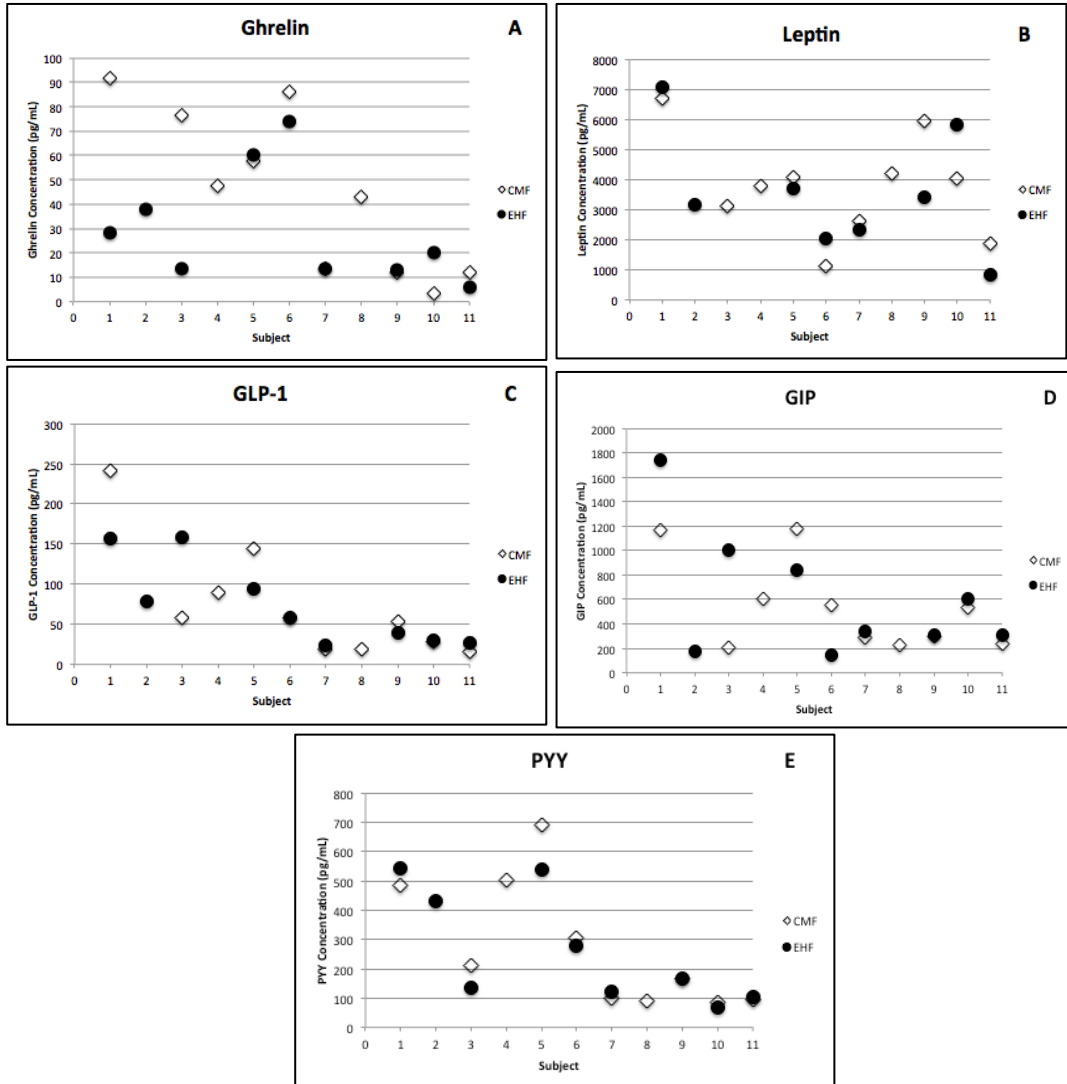 Ghrelin A
Ghrelin Concentration (pg/mL)
100
90
80
70
60
50
40
30
20
10
0
0 1 2 3 4 5 6 7 8 9 10 11
Subject
CMF
EHF
Leptin B
Leptin Concentration (pg/mL)
8000
7000
6000
5000
4000
3000
2000
1000
0
0 1 2 3 4 5 6 7 8 9 10 11
Subject
CMF
EHF
GLP-1 C
GLP-1 Concentration (pg/mL)
300
250
200
150
100
50
0
0 1 2 3 4 5 6 7 8 9 10 11
Subject
CMF
EHF
GIP D
GIP Concentration (pg/mL)
2000
1800
1600
1400
1200
1000
800
600
400
200
0
0 1 2 3 4 5 6 7 8 9 10 11
Subject
CMF
EHF
PYY E
PYY Concentration (pg/mL)
800
700
600
500
400
300
200
100
0
0 1 2 3 4 5 6 7 8 9 10 11
Subject
CMF
EHF